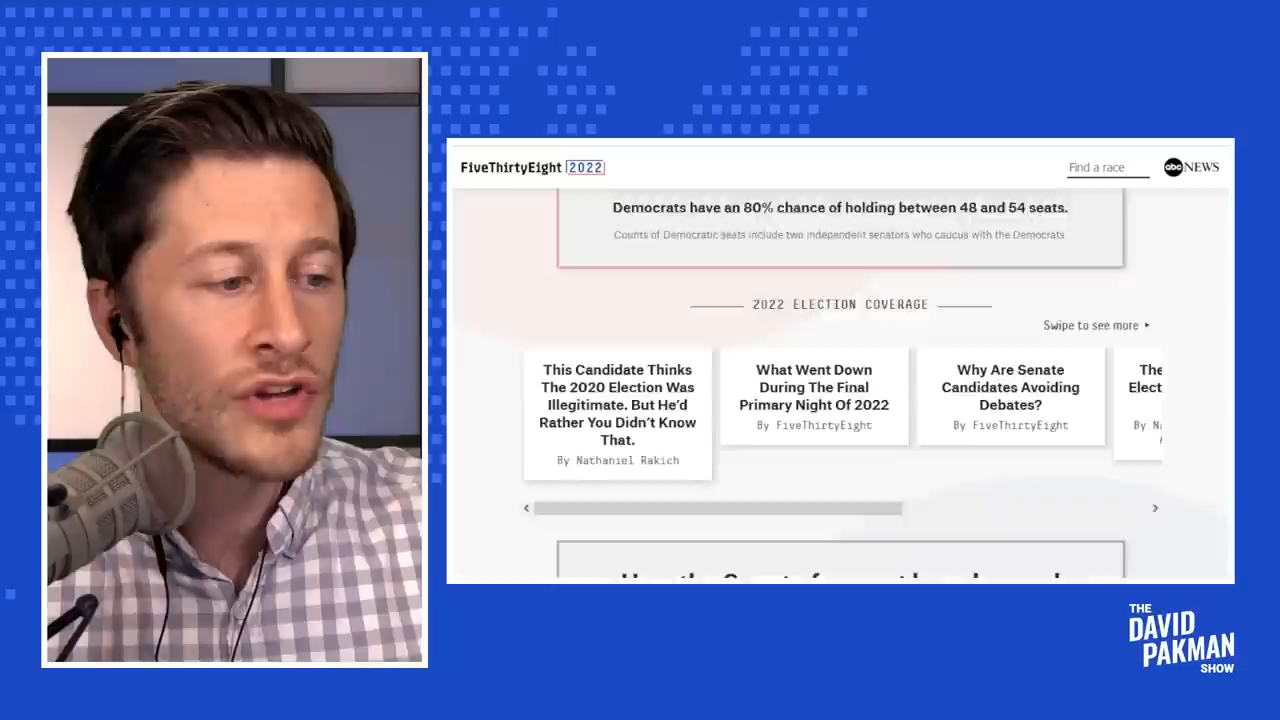 FiveThirtyEight 2022
Find a race
abc NEWS
Democrats have an 80% chance of holding between 48 and 54 seats.
Counts of Democratic seats include two independent senators who caucus with the Democrats.
2022 ELECTION COVERAGE
Swipe to see more
This Candidate Thinks
The 2020 Election Was
Illegitimate. But He'd
Rather You Didn't Know
That.
By Nathaniel Rakich
What Went Down
During The Final
Primary Night Of 2022
By FiveThirtyEight
Why Are Senate
Candidates Avoiding
Debates?
By FiveThirtyEight
The
Elect
By N
THE
DAVID
PAKMAN
SHOW